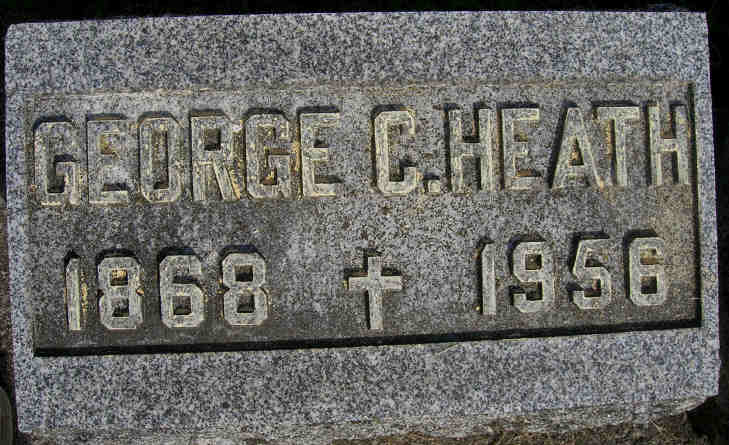 GEORGE C. HEATH
1868 ✝ 1956